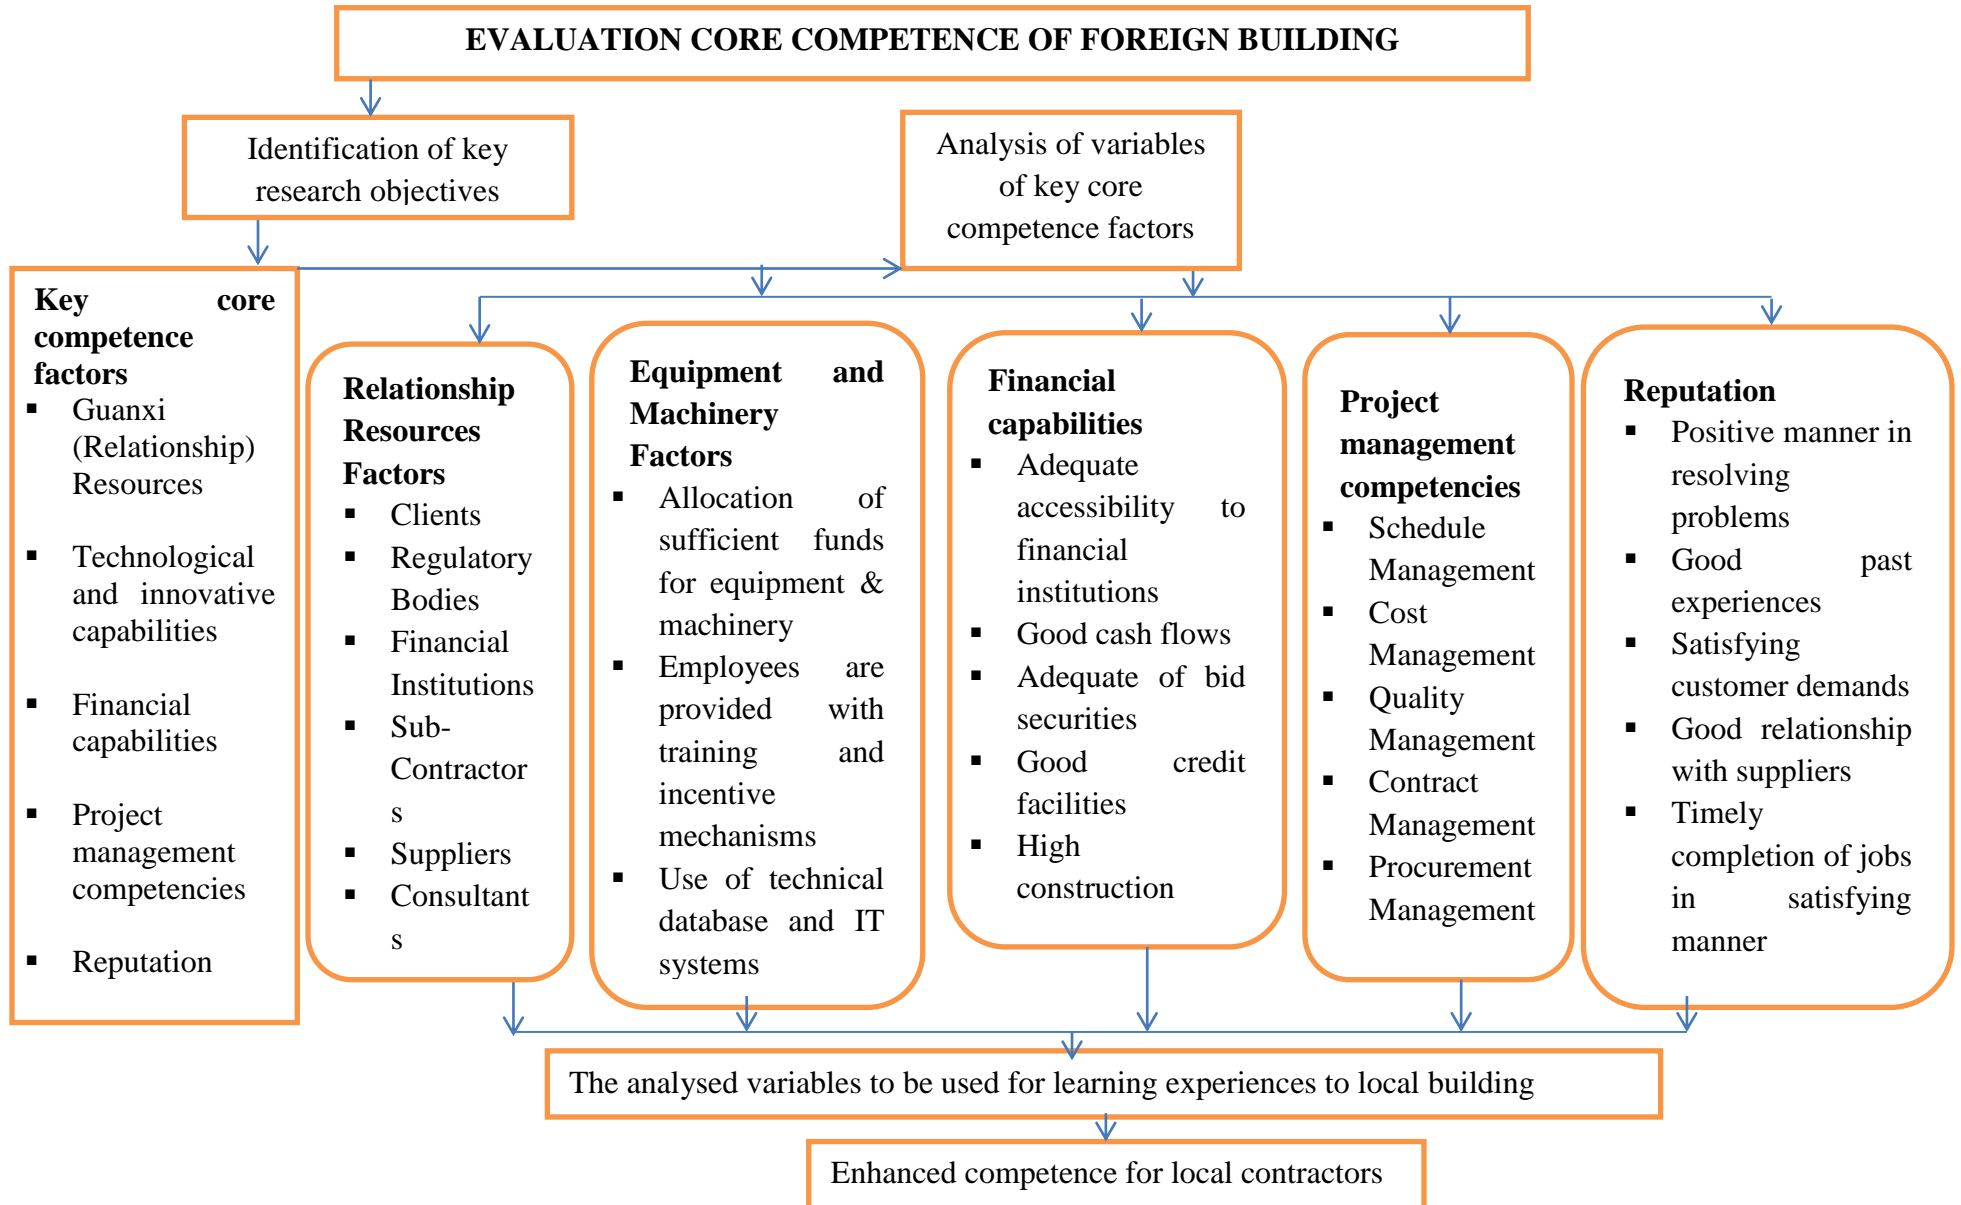 EVALUATION CORE COMPETENCE OF FOREIGN BUILDING
Identification of key
research objectives
Analysis of variables
of key core
competence factors
Key core
competence
factors
▪ Guanxi
(Relationship)
Resources
▪ Technological
and innovative
capabilities
▪ Financial
capabilities
▪ Project
management
competencies
▪ Reputation
Relationship
Resources
Factors
▪ Clients
▪ Regulatory
Bodies
▪ Financial
Institutions
▪ Sub-
Contractor
s
▪ Suppliers
▪ Consultant
s
Equipment and
Machinery
Factors
▪ Allocation of
sufficient funds
for equipment &
machinery
▪ Employees are
provided with
training and
incentive
mechanisms
▪ Use of technical
database and IT
systems
Financial
capabilities
▪ Adequate
accessibility to
financial
institutions
▪ Good cash flows
▪ Adequate of bid
securities
▪ Good credit
facilities
▪ High
construction
Project
management
competencies
▪ Schedule
Management
▪ Cost
Management
▪ Quality
Management
▪ Contract
Management
▪ Procurement
Management
Reputation
▪ Positive manner in
resolving
problems
▪ Good past
experiences
▪ Satisfying
customer demands
▪ Good relationship
with suppliers
▪ Timely
completion of jobs
in satisfying
manner
The analysed variables to be used for learning experiences to local building
Enhanced competence for local contractors